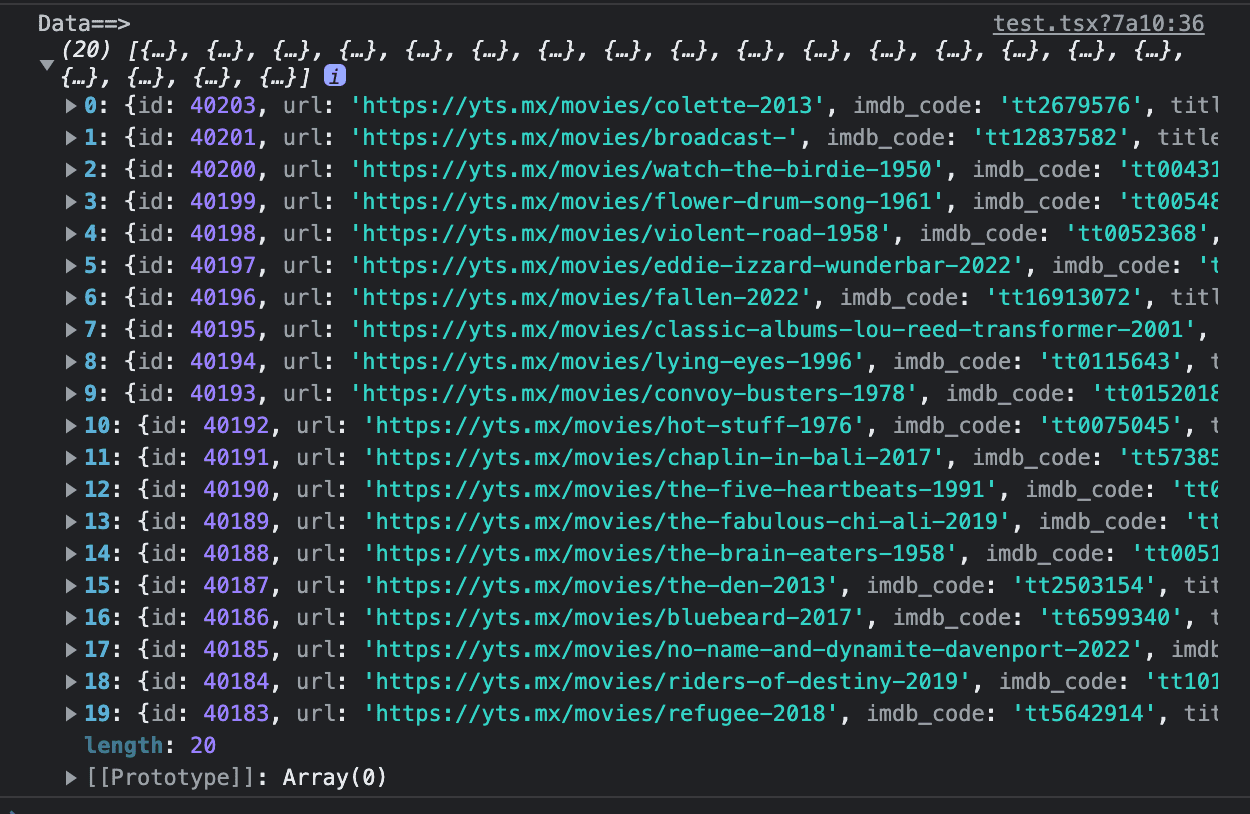 Data==> test.tsx?7a10:36
(20) [{…}, {…}, {…}, {…}, {…}, {…}, {…}, {…}, {…}, {…}, {…}, {…}, {…}, {…}, {…}, {…},
{…}, {…}, {…}, {…}] i
0: {id: 40203, url: 'https://yts.mx/movies/colette-2013', imdb_code: 'tt2679576', titl
1: {id: 40201, url: 'https://yts.mx/movies/broadcast-', imdb_code: 'tt12837582', title
2: {id: 40200, url: 'https://yts.mx/movies/watch-the-birdie-1950', imdb_code: 'tt00431
3: {id: 40199, url: 'https://yts.mx/movies/flower-drum-song-1961', imdb_code: 'tt00548
4: {id: 40198, url: 'https://yts.mx/movies/violent-road-1958', imdb_code: 'tt0052368',
5: {id: 40197, url: 'https://yts.mx/movies/eddie-izzard-wunderbar-2022', imdb_code: 't
6: {id: 40196, url: 'https://yts.mx/movies/fallen-2022', imdb_code: 'tt16913072', titl
7: {id: 40195, url: 'https://yts.mx/movies/classic-albums-lou-reed-transformer-2001',
8: {id: 40194, url: 'https://yts.mx/movies/lying-eyes-1996', imdb_code: 'tt0115643', t
9: {id: 40193, url: 'https://yts.mx/movies/convoy-busters-1978', imdb_code: 'tt0152018
10: {id: 40192, url: 'https://yts.mx/movies/hot-stuff-1976', imdb_code: 'tt0075045', t
11: {id: 40191, url: 'https://yts.mx/movies/chaplin-in-bali-2017', imdb_code: 'tt57385
12: {id: 40190, url: 'https://yts.mx/movies/the-five-heartbeats-1991', imdb_code: 'tt0
13: {id: 40189, url: 'https://yts.mx/movies/the-fabulous-chi-ali-2019', imdb_code: 'tt
14: {id: 40188, url: 'https://yts.mx/movies/the-brain-eaters-1958', imdb_code: 'tt0051
15: {id: 40187, url: 'https://yts.mx/movies/the-den-2013', imdb_code: 'tt2503154', tit
16: {id: 40186, url: 'https://yts.mx/movies/bluebeard-2017', imdb_code: 'tt6599340', t
17: {id: 40185, url: 'https://yts.mx/movies/no-name-and-dynamite-davenport-2022', imdb
18: {id: 40184, url: 'https://yts.mx/movies/riders-of-destiny-2019', imdb_code: 'tt101
19: {id: 40183, url: 'https://yts.mx/movies/refugee-2018', imdb_code: 'tt5642914', tit
length: 20
[[Prototype]]: Array(0)